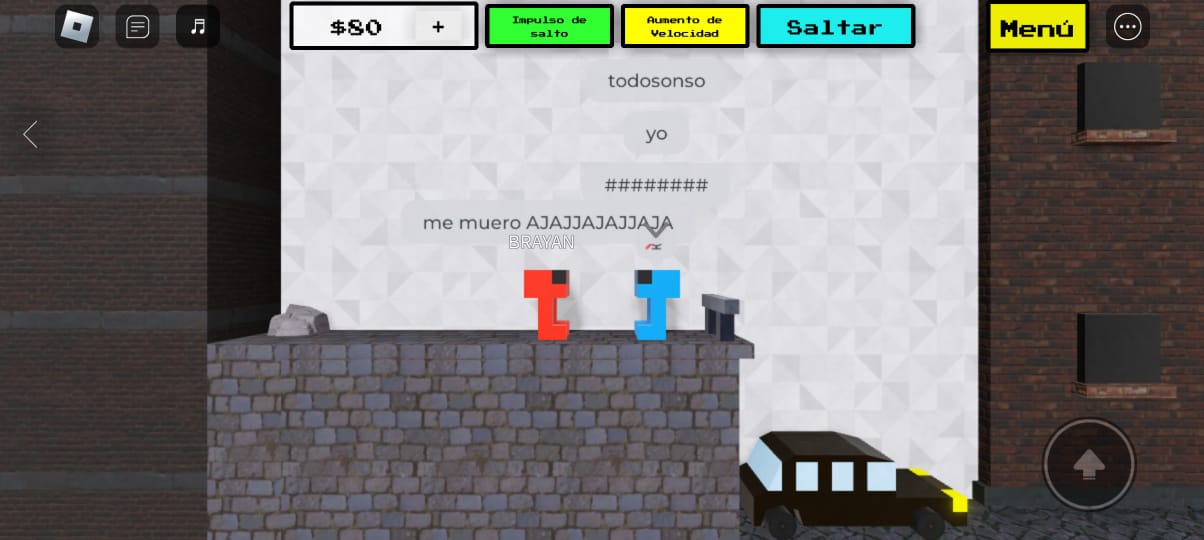 $80
+
Impulso de
salto
Aumento de
Velocidad
Saltar
Menú
todosonso
yo
########
me muero AJAJJAJAJJAJA
BRAYAN